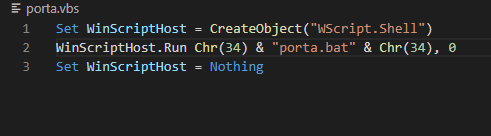 porta.vbs
1 Set WinScriptHost = CreateObject("WScript.Shell")
2 WinScriptHost.Run Chr(34) & "porta.bat" & Chr(34), 0
3 Set WinScriptHost = Nothing